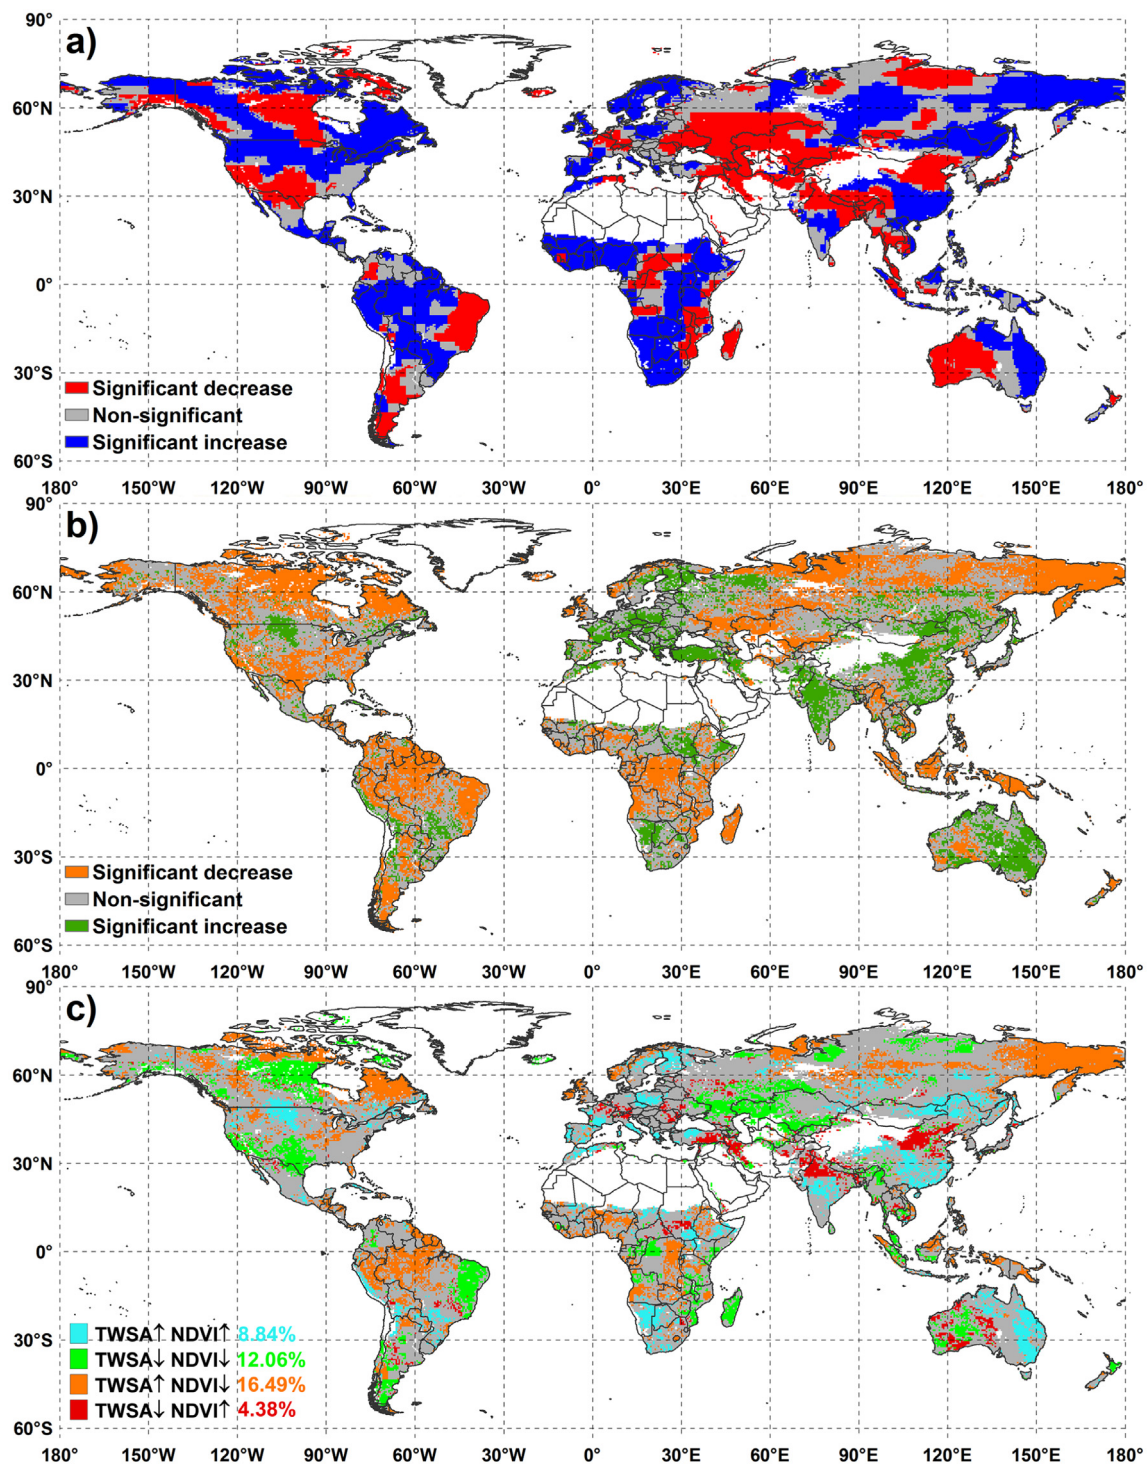 90°
a)
60°N
30°N
0°
30°S
Significant decrease
Non-significant
Significant increase
60°S
180° 150°W 120°W 90°W 60°W 30°W 0° 30°E 60°E 90°E 120°E 150°E 180°
90°
b)
60°N
30°N
0°
30°S
Significant decrease
Non-significant
Significant increase
60°S
180° 150°W 120°W 90°W 60°W 30°W 0° 30°E 60°E 90°E 120°E 150°E 180°
90°
c)
60°N
30°N
0°
30°S
TWSA↑ NDVI↑ 8.84%
TWSA↓ NDVI↓ 12.06%
TWSA↑ NDVI↓ 16.49%
TWSA↓ NDVI↑ 4.38%
60°S
180° 150°W 120°W 90°W 60°W 30°W 0° 30°E 60°E 90°E 120°E 150°E 180°